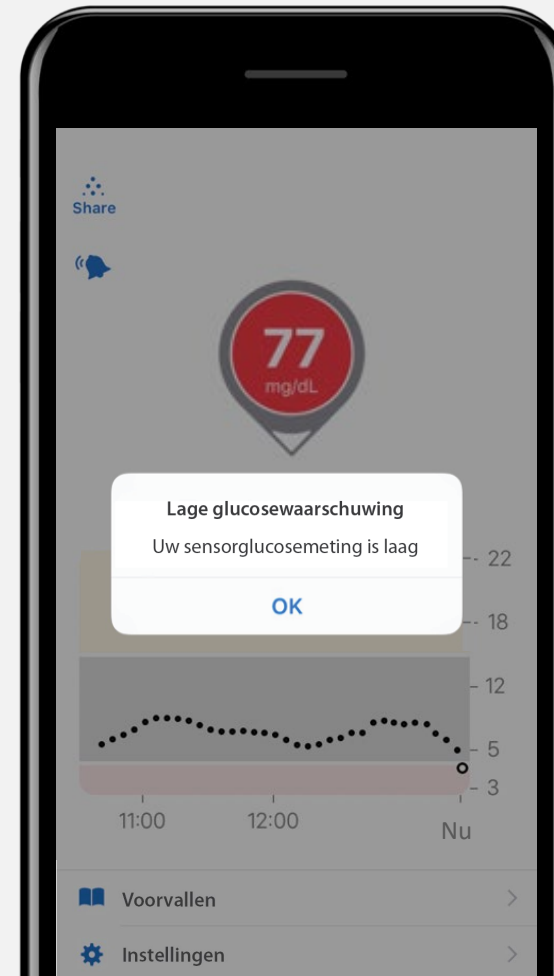 Share
77
mg/dL
Lage glucosewaarschuwing
Uw sensorglucosemeting is laag
OK
22
18
12
5
3
11:00 12:00 Nu
Voorvallen
Instellingen